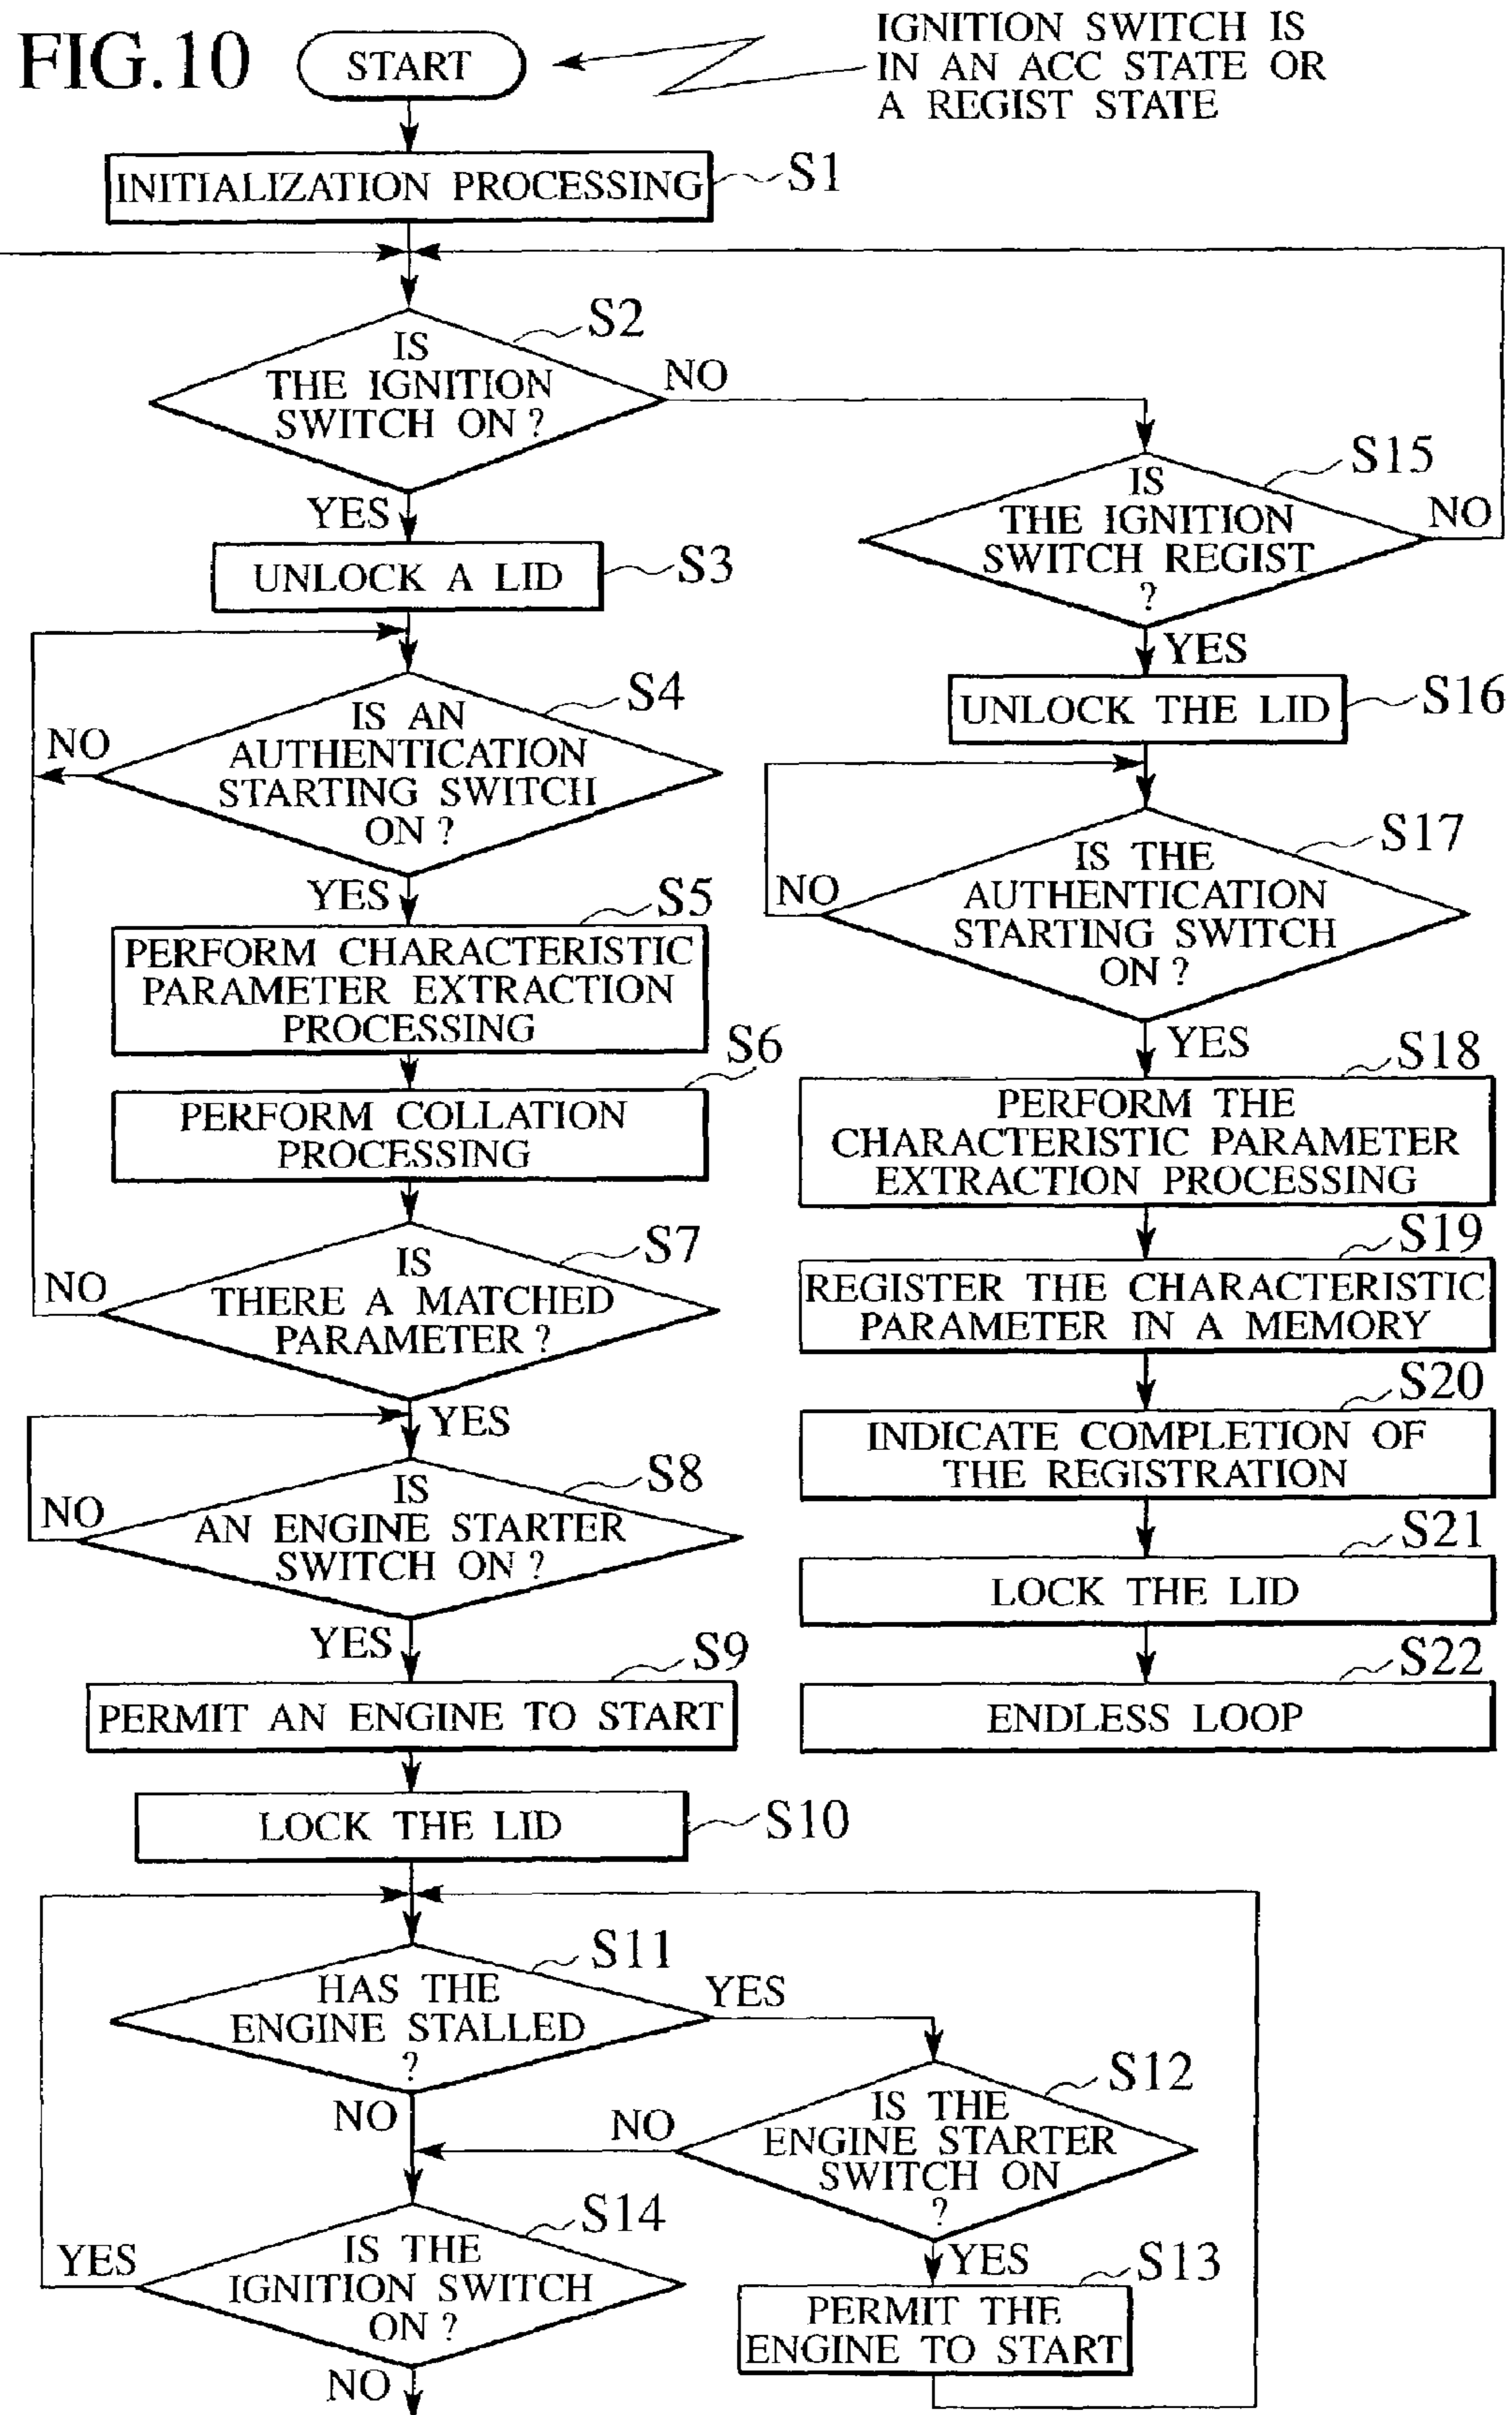 FIG.10
START
IGNITION SWITCH IS
IN AN ACC STATE OR
A REGIST STATE
INITIALIZATION PROCESSING
S1
IS
THE IGNITION
SWITCH ON ?
S2
NO
YES
UNLOCK A LID
S3
IS AN
AUTHENTICATION
STARTING SWITCH
ON ?
S4
NO
YES
S5
PERFORM CHARACTERISTIC
PARAMETER EXTRACTION
PROCESSING
S6
PERFORM COLLATION
PROCESSING
S7
IS
THERE A MATCHED
PARAMETER ?
NO
YES
S8
IS
AN ENGINE STARTER
SWITCH ON ?
NO
YES
S9
PERMIT AN ENGINE TO START
LOCK THE LID
S10
S11
HAS THE
ENGINE STALLED
?
YES
NO
S12
IS THE
ENGINE STARTER
SWITCH ON
?
NO
YES
S13
PERMIT THE
ENGINE TO START
S14
IS THE
IGNITION SWITCH
ON ?
YES
NO
S15
IS
THE IGNITION
SWITCH REGIST
?
NO
YES
UNLOCK THE LID
S16
S17
IS THE
AUTHENTICATION
STARTING SWITCH
ON ?
NO
YES
S18
PERFORM THE
CHARACTERISTIC PARAMETER
EXTRACTION PROCESSING
S19
REGISTER THE CHARACTERISTIC
PARAMETER IN A MEMORY
S20
INDICATE COMPLETION OF
THE REGISTRATION
S21
LOCK THE LID
S22
ENDLESS LOOP